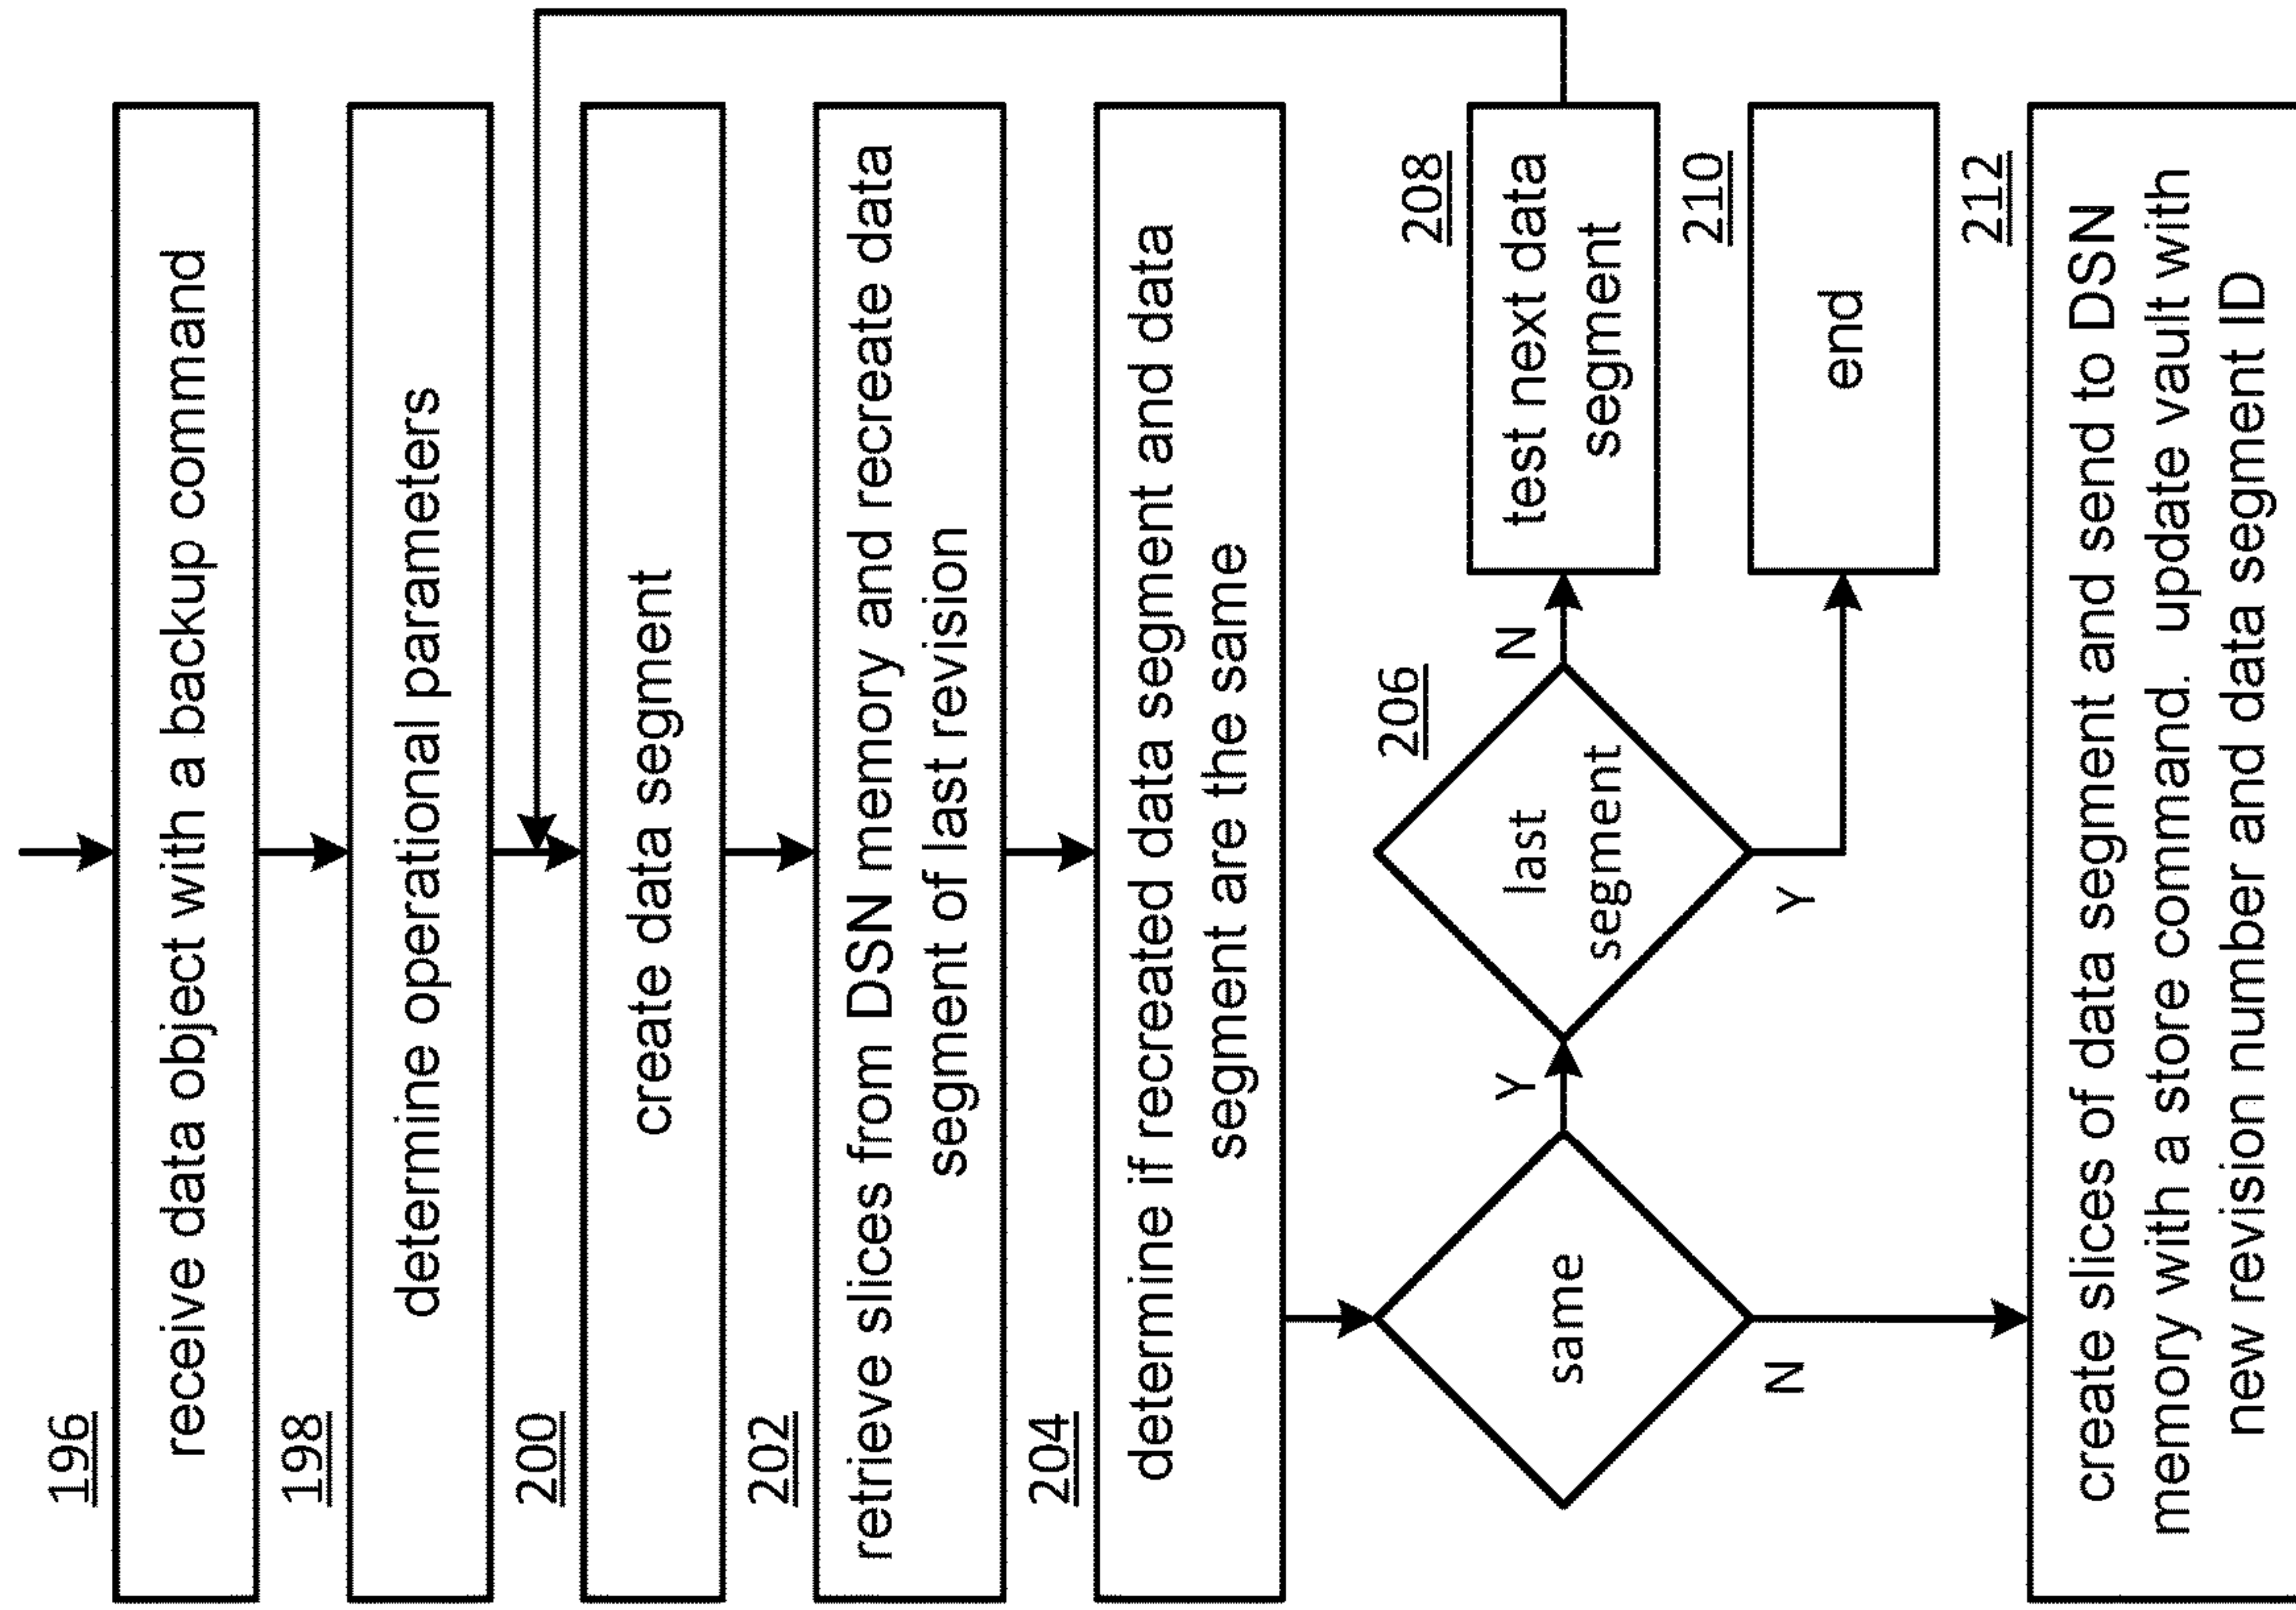 196
receive data object with a backup command
198
determine operational parameters
200
create data segment
202
retrieve slices from DSN memory and recreate data
segment of last revision
204
determine if recreated data segment and data
segment are the same
same
Y
N
206
last
segment
N
Y
208
test next data
segment
210
end
212
create slices of data segment and send to DSN
memory with a store command.  update vault with
new revision number and data segment ID